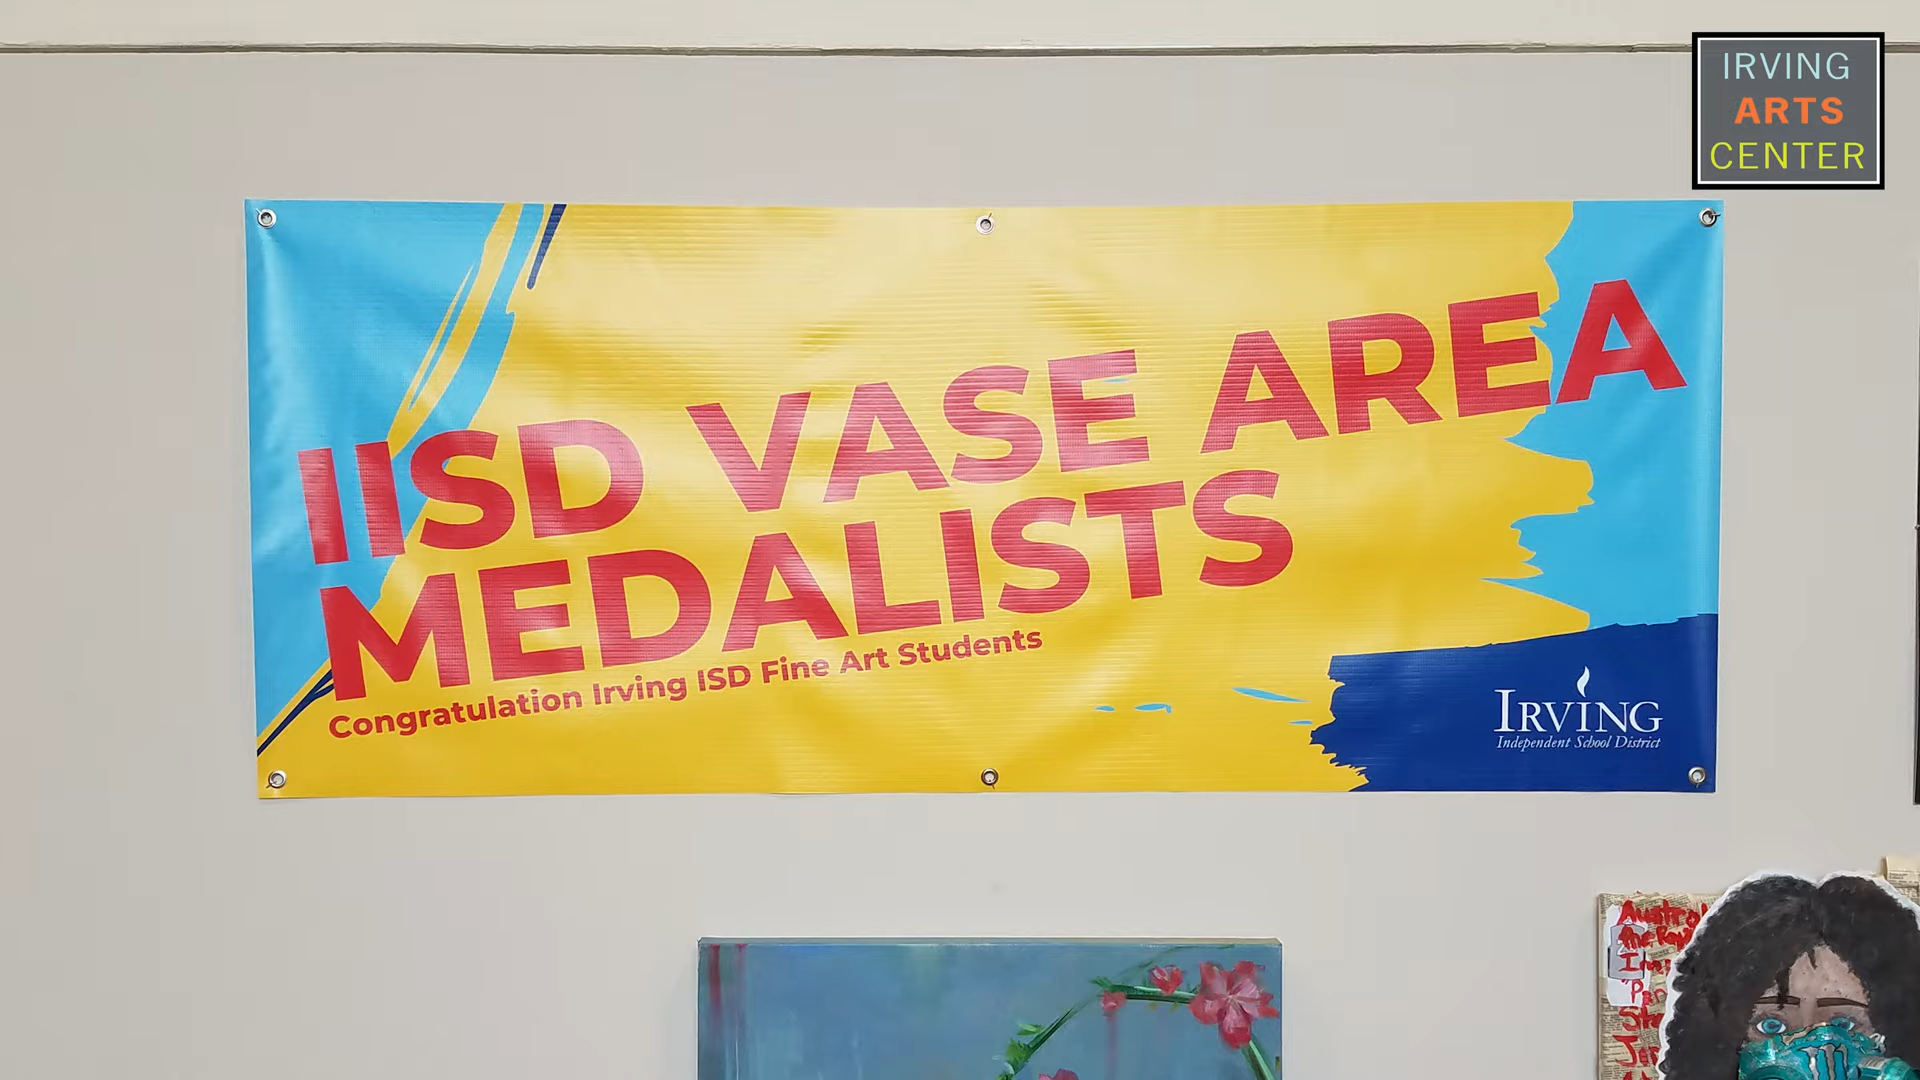 IRVING
ARTS
CENTER
IISD VASE AREA
MEDALISTS
Congratulation Irving ISD Fine Art Students
IRVING
Independent School District